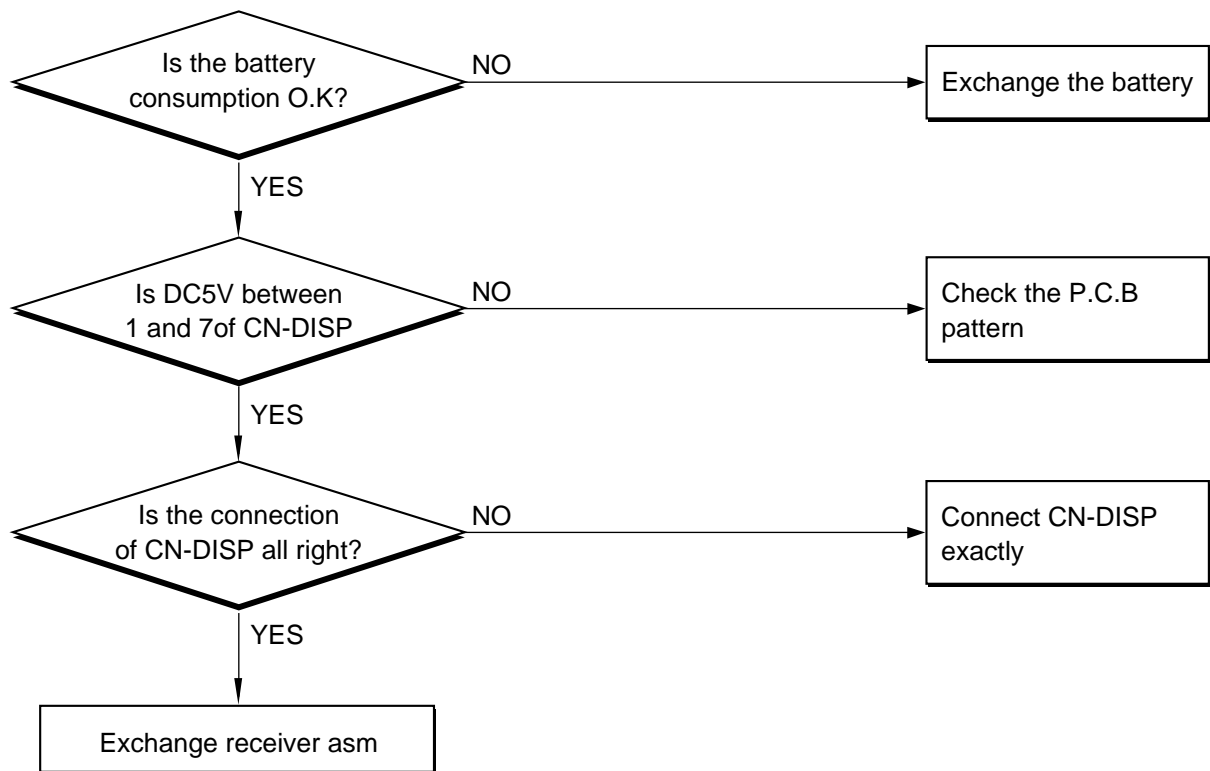 Is the battery
consumption O.K?
NO
Exchange the battery
YES
Is DC5V between
1 and 7of CN-DISP
NO
Check the P.C.B
pattern
YES
Is the connection
of CN-DISP all right?
NO
Connect CN-DISP
exactly
YES
Exchange receiver asm